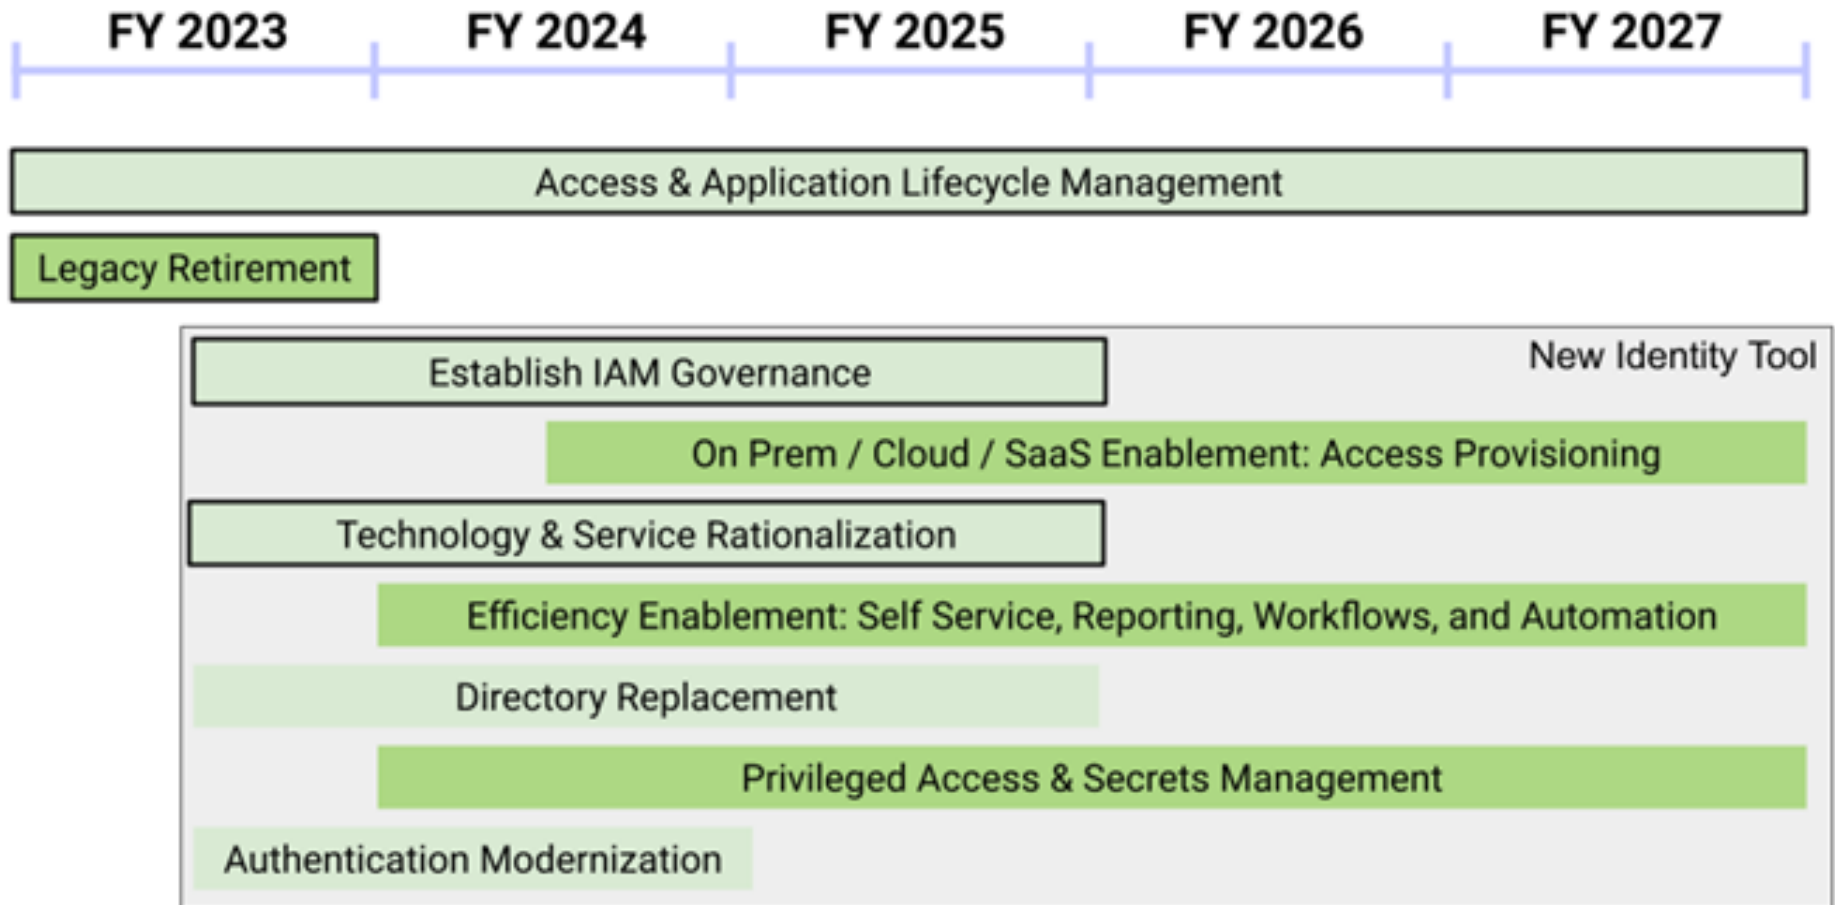 FY 2023 FY 2024 FY 2025 FY 2026 FY 2027
Access & Application Lifecycle Management
Legacy Retirement
New Identity Tool
Establish IAM Governance
On Prem / Cloud / SaaS Enablement: Access Provisioning
Technology & Service Rationalization
Efficiency Enablement: Self Service, Reporting, Workflows, and Automation
Directory Replacement
Privileged Access & Secrets Management
Authentication Modernization